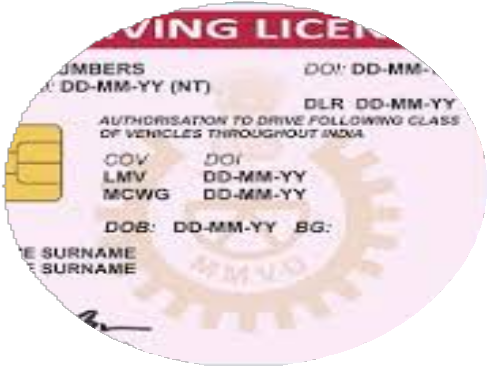 VING LICEN
UMBERS DOI: DD-MM-
: DD-MM-YY (NT)
DLR DD-MM-YY
AUTHORISATION TO DRIVE FOLLOWING CLASS
OF VEHICLES THROUGHOUT INDIA
COV DOI
LMV DD-MM-YY
MCWG DD-MM-YY
DOB: DD-MM-YY BG:
E SURNAME
E SURNAME
M M V D